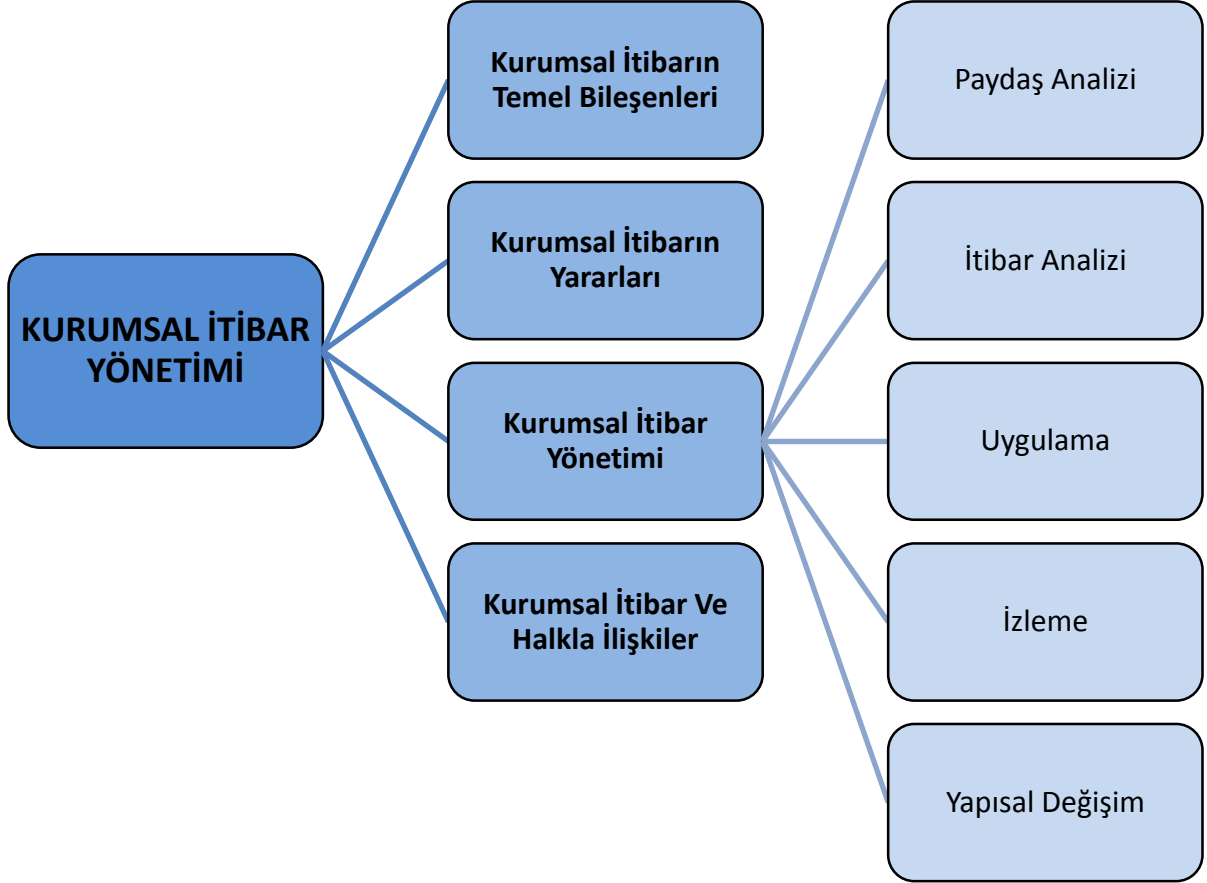 KURUMSAL İTİBAR
YÖNETİMİ
Kurumsal İtibarın
Temel Bileşenleri
Kurumsal İtibarın
Yararları
Kurumsal İtibar
Yönetimi
Kurumsal İtibar Ve
Halkla İlişkiler
Paydaş Analizi
İtibar Analizi
Uygulama
İzleme
Yapısal Değişim